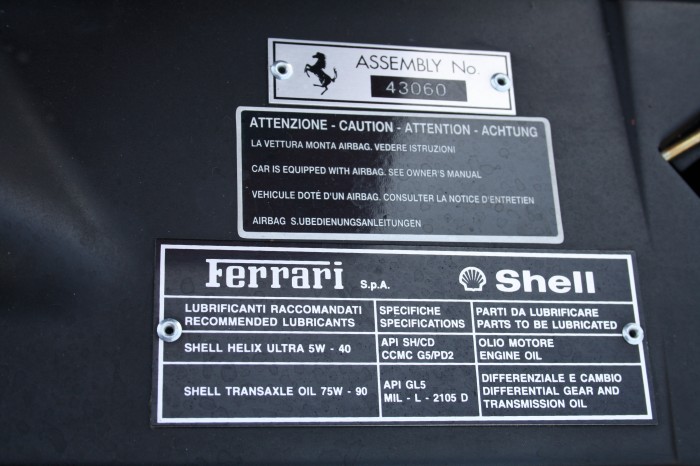 ASSEMBLY No.
43060
ATTENZIONE - CAUTION - ATTENTION - ACHTUNG
LA VETTURA MONTA AIRBAG. VEDERE ISTRUZIONI
CAR IS EQUIPPED WITH AIRBAG. SEE OWNER'S MANUAL
VEHICULE DOTÉ D'UN AIRBAG. CONSULTER LA NOTICE D'ENTRETIEN
AIRBAG S.UBEDIENUNGSANLEITUNGEN
Ferrari S.p.A. Shell
LUBRIFICANTI RACCOMANDATI SPECIFICHE PARTI DA LUBRIFICARE
RECOMMENDED LUBRICANTS SPECIFICATIONS PARTS TO BE LUBRICATED
SHELL HELIX ULTRA 5W - 40
API SH/CD
CCMC G5/PD2
OLIO MOTORE
ENGINE OIL
SHELL TRANSAXLE OIL 75W - 90
API GL5
MIL - L - 2105 D
DIFFERENZIALE E CAMBIO
DIFFERENTIAL GEAR AND
TRANSMISSION OIL